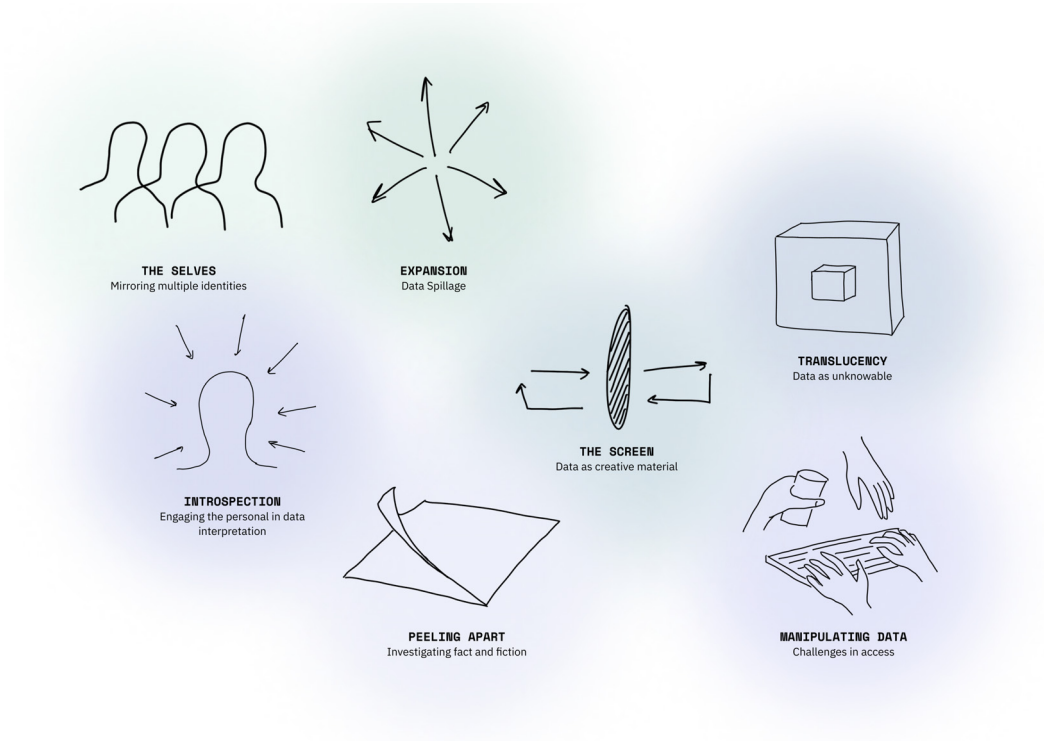 THE SELVES
Mirroring multiple identities
EXPANSION
Data Spillage
TRANSLUCENCY
Data as unknowable
THE SCREEN
Data as creative material
INTROSPECTION
Engaging the personal in data
interpretation
PEELING APART
Investigating fact and fiction
MANIPULATING DATA
Challenges in access